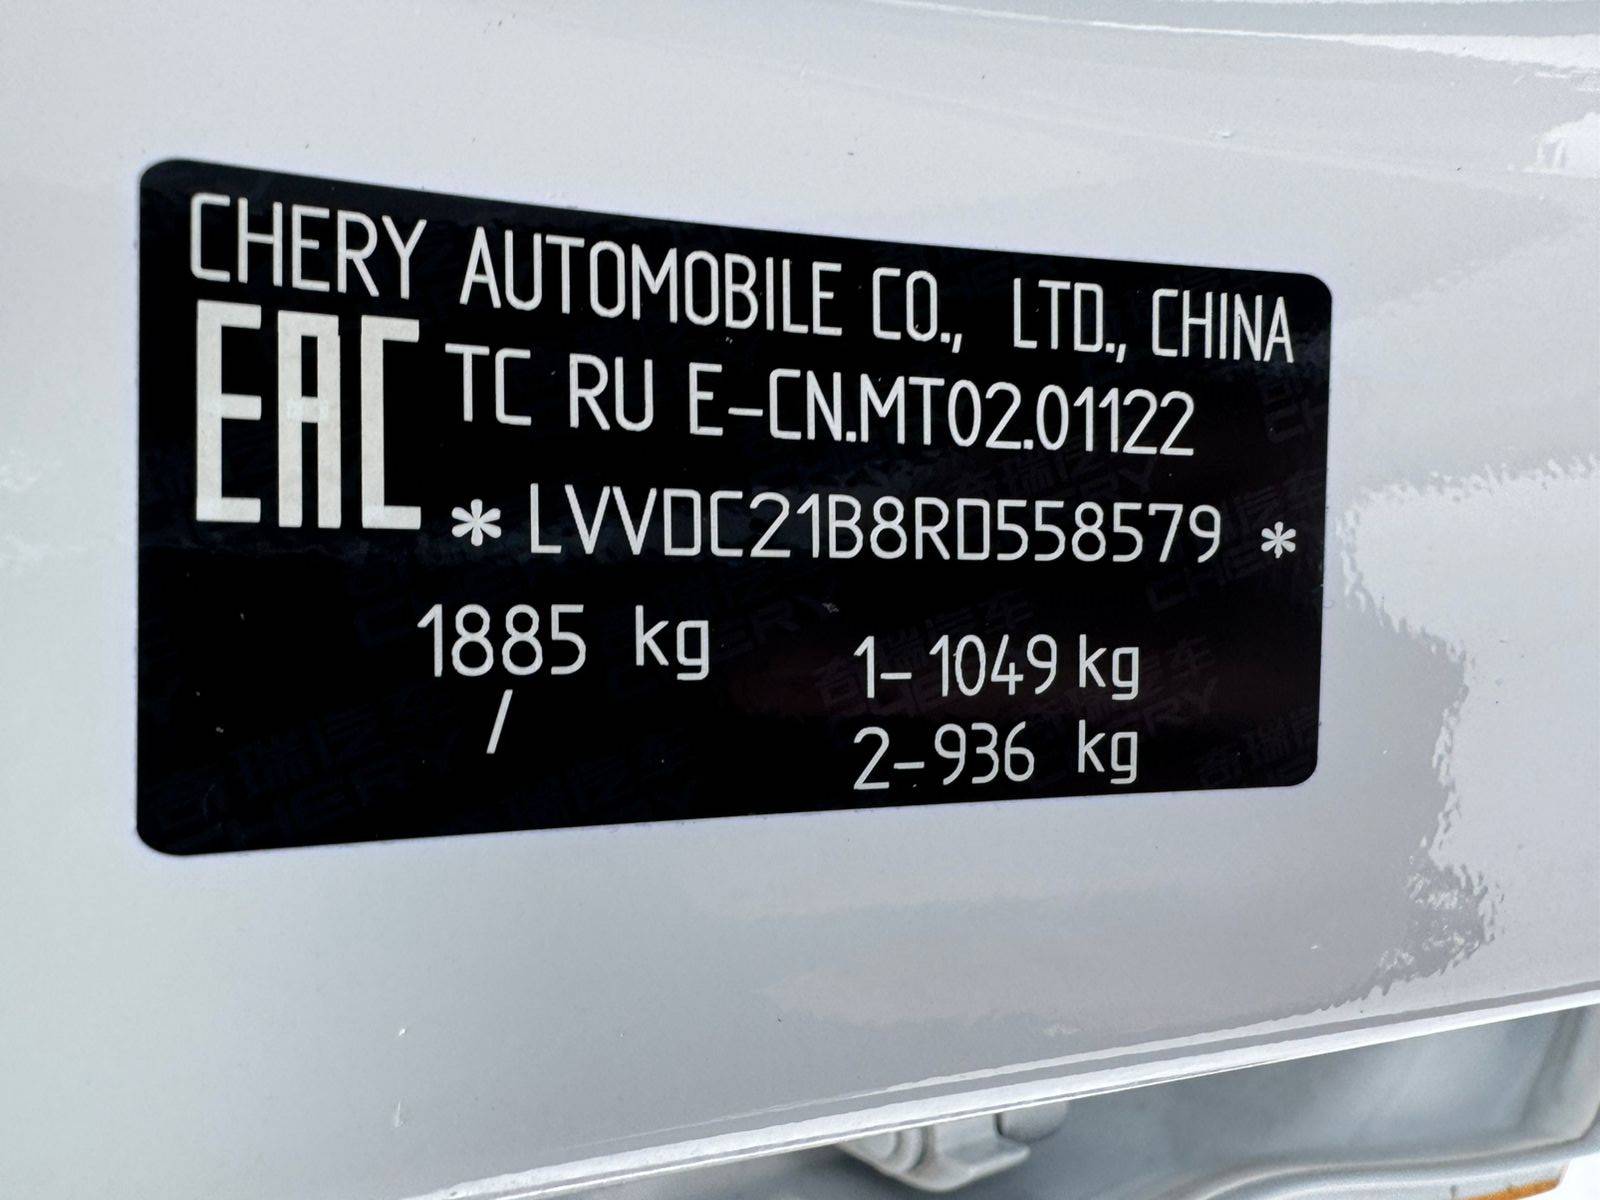 CHERY AUTOMOBILE CO., LTD., CHINA
EAC TC RU E-CN.MT02.01122
* LVVDC21B8RD558579 *
1885 kg 1-1049 kg
/ 2-936 kg